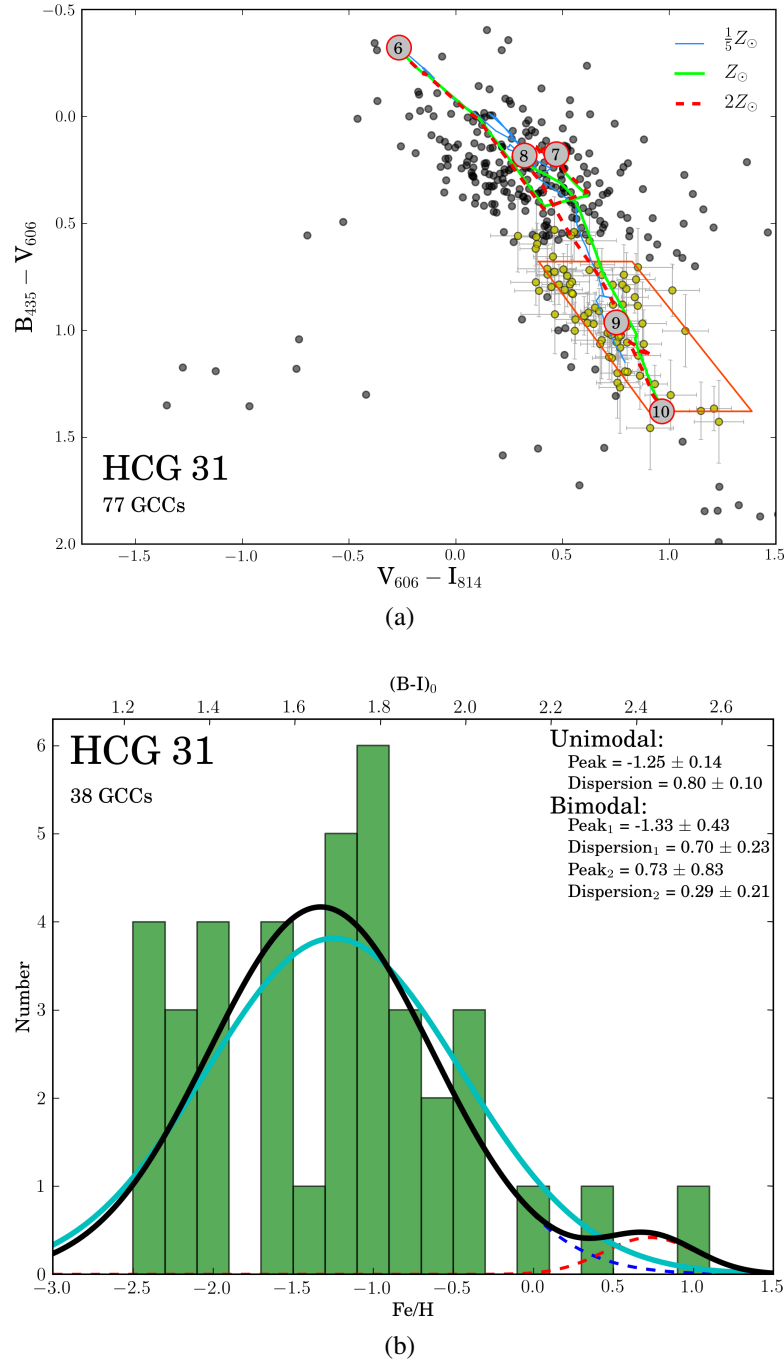 −0.5
0.0
0.5
1.0
1.5
2.0
B₄₃₅ − V₆₀₆
6
8
7
9
10
1/5 Z⊙
Z⊙
2Z⊙
HCG 31
77 GCCs
−1.5 −1.0 −0.5 0.0 0.5 1.0 1.5
V₆₀₆ − I₈₁₄
(a)
(B-I)₀
1.2 1.4 1.6 1.8 2.0 2.2 2.4 2.6
HCG 31
38 GCCs
Unimodal:
Peak = -1.25 ± 0.14
Dispersion = 0.80 ± 0.10
Bimodal:
Peak₁ = -1.33 ± 0.43
Dispersion₁ = 0.70 ± 0.23
Peak₂ = 0.73 ± 0.83
Dispersion₂ = 0.29 ± 0.21
6
5
4
3
2
1
0
Number
−3.0 −2.5 −2.0 −1.5 −1.0 −0.5 0.0 0.5 1.0 1.5
Fe/H
(b)